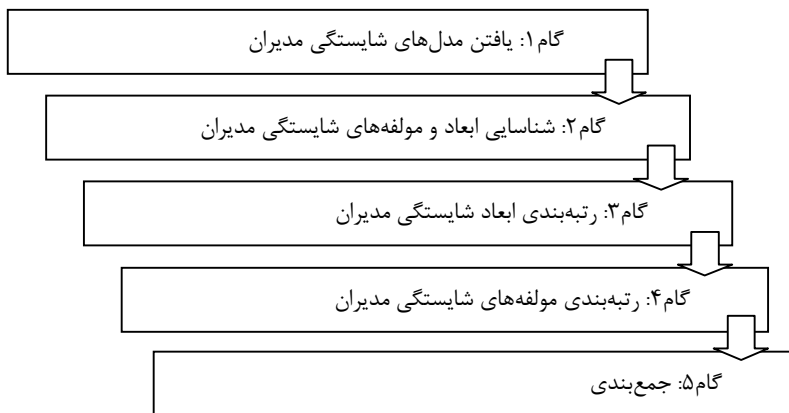 گام۱: یافتن مدل‌های شایستگی مدیران
گام۲: شناسایی ابعاد و مولفه‌های شایستگی مدیران
گام۳: رتبه‌بندی ابعاد شایستگی مدیران
گام۴: رتبه‌بندی مولفه‌های شایستگی مدیران
گام۵: جمع‌بندی